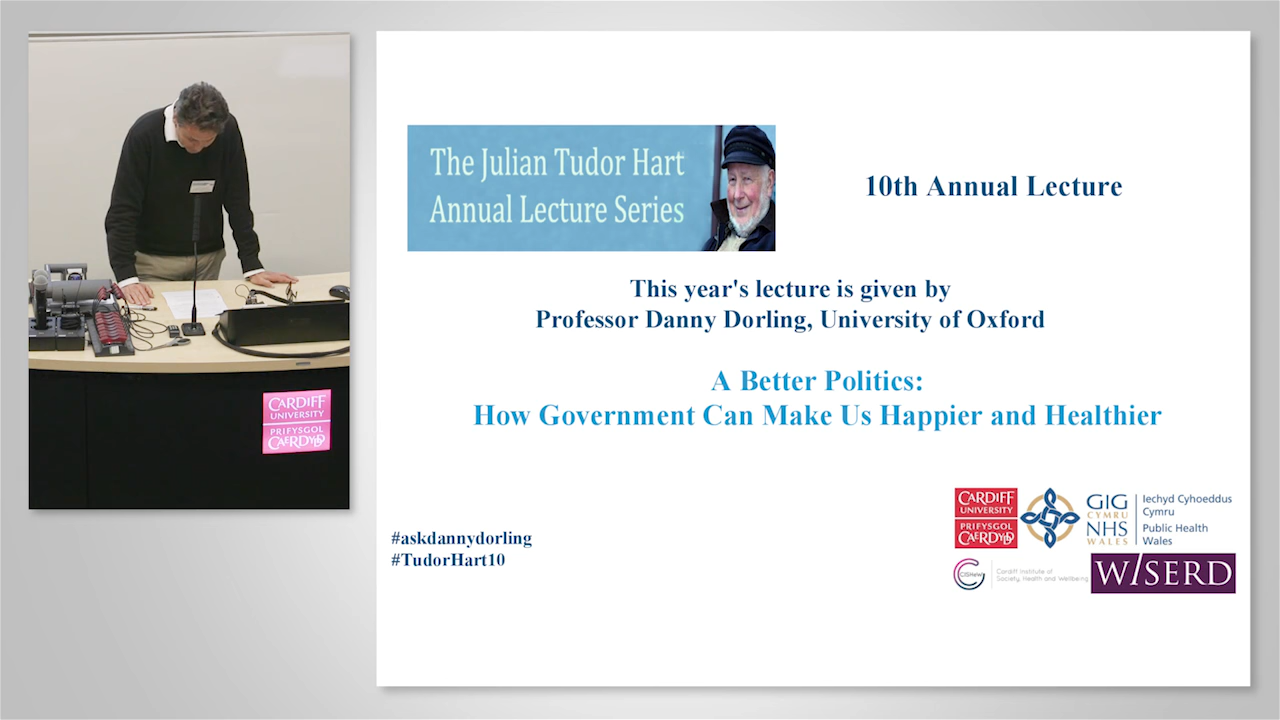 The Julian Tudor Hart
Annual Lecture Series
10th Annual Lecture
This year's lecture is given by
Professor Danny Dorling, University of Oxford
A Better Politics:
How Government Can Make Us Happier and Healthier
#askdannydorling
#TudorHart10
CARDIFF
UNIVERSITY
PRIFYSGOL
CAERDYDD
GIG
CYMRU
NHS
WALES
Iechyd Cyhoeddus
Cymru
Public Health
Wales
CISHeW
Cardiff Institute of
Society, Health and Wellbeing
WISERD
CARDIFF
UNIVERSITY
PRIFYSGOL
CAERDYDD